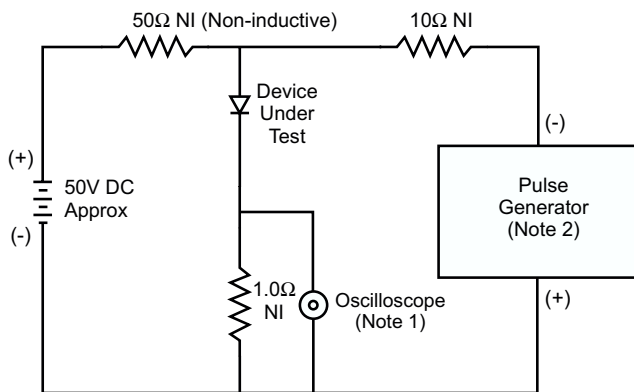 50Ω NI (Non-inductive)
10Ω NI
Device
Under
Test
(-)
(+)
50V DC
Approx
(-)
Pulse
Generator
(Note 2)
1.0Ω
NI
Oscilloscope
(Note 1)
(+)